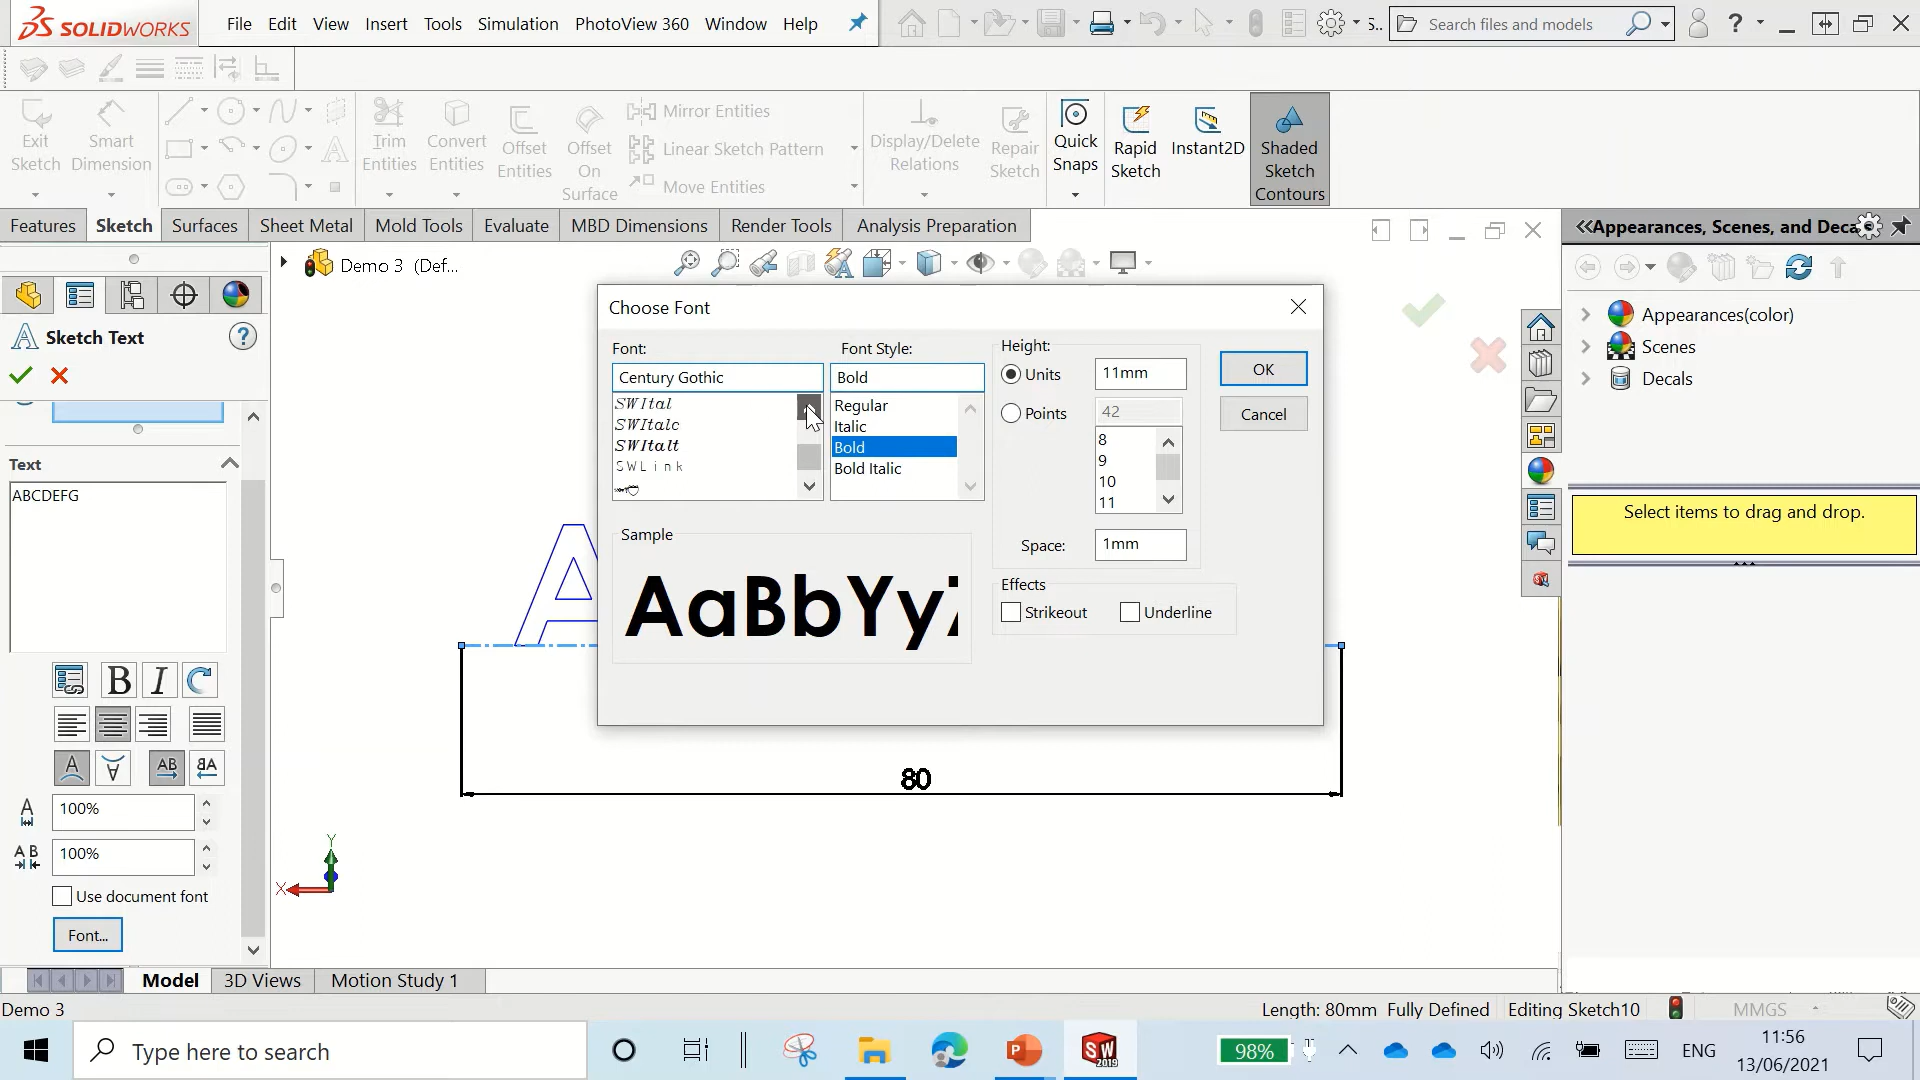 SOLIDWORKS
File Edit View Insert Tools Simulation PhotoView 360 Window Help
S.. Search files and models ?
Exit Sketch
Smart Dimension
Trim Entities
Convert Entities
Offset Entities
Offset On Surface
Mirror Entities
Linear Sketch Pattern
Move Entities
Display/Delete Relations
Repair Sketch
Quick Snaps
Rapid Sketch
Instant2D
Shaded Sketch Contours
Features Sketch Surfaces Sheet Metal Mold Tools Evaluate MBD Dimensions Render Tools Analysis Preparation
Appearances, Scenes, and Deca
Demo 3 (Def...
Sketch Text
?
Text
ABCDEFG
B I
AB
100%
A B
100%
Use document font
Font...
Choose Font
Font:
Century Gothic
SWItal
SWItalc
SWItalt
SWLink
Font Style:
Bold
Regular
Italic
Bold
Bold Italic
Height:
Units
11mm
Points
42
8
9
10
11
Space:
1mm
OK
Cancel
Sample
AaBbYy
Effects
Strikeout
Underline
A
80
Y
X
Appearances(color)
Scenes
Decals
Select items to drag and drop.
Model 3D Views Motion Study 1
Demo 3
Length: 80mm Fully Defined Editing Sketch10 MMGS
Type here to search
P
SW 2019
98%
ENG
11:56
13/06/2021